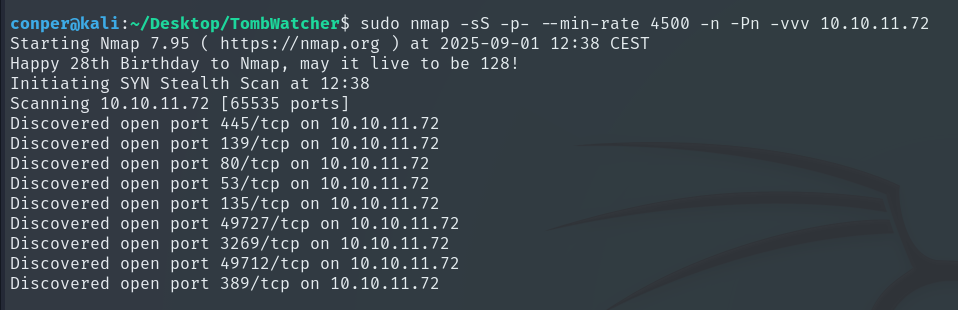 conper@kali:~/Desktop/TombWatcher$ sudo nmap -sS -p- --min-rate 4500 -n -Pn -vvv 10.10.11.72
Starting Nmap 7.95 ( https://nmap.org ) at 2025-09-01 12:38 CEST
Happy 28th Birthday to Nmap, may it live to be 128!
Initiating SYN Stealth Scan at 12:38
Scanning 10.10.11.72 [65535 ports]
Discovered open port 445/tcp on 10.10.11.72
Discovered open port 139/tcp on 10.10.11.72
Discovered open port 80/tcp on 10.10.11.72
Discovered open port 53/tcp on 10.10.11.72
Discovered open port 135/tcp on 10.10.11.72
Discovered open port 49727/tcp on 10.10.11.72
Discovered open port 3269/tcp on 10.10.11.72
Discovered open port 49712/tcp on 10.10.11.72
Discovered open port 389/tcp on 10.10.11.72